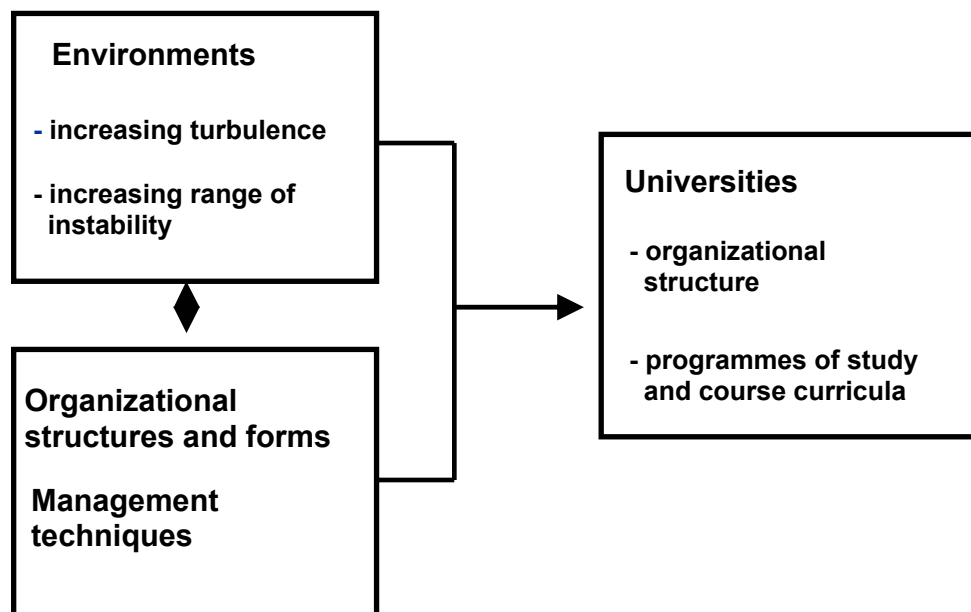 Environments
- increasing turbulence
- increasing range of
instability
Organizational
structures and forms
Management
techniques
Universities
- organizational
structure
- programmes of study
and course curricula